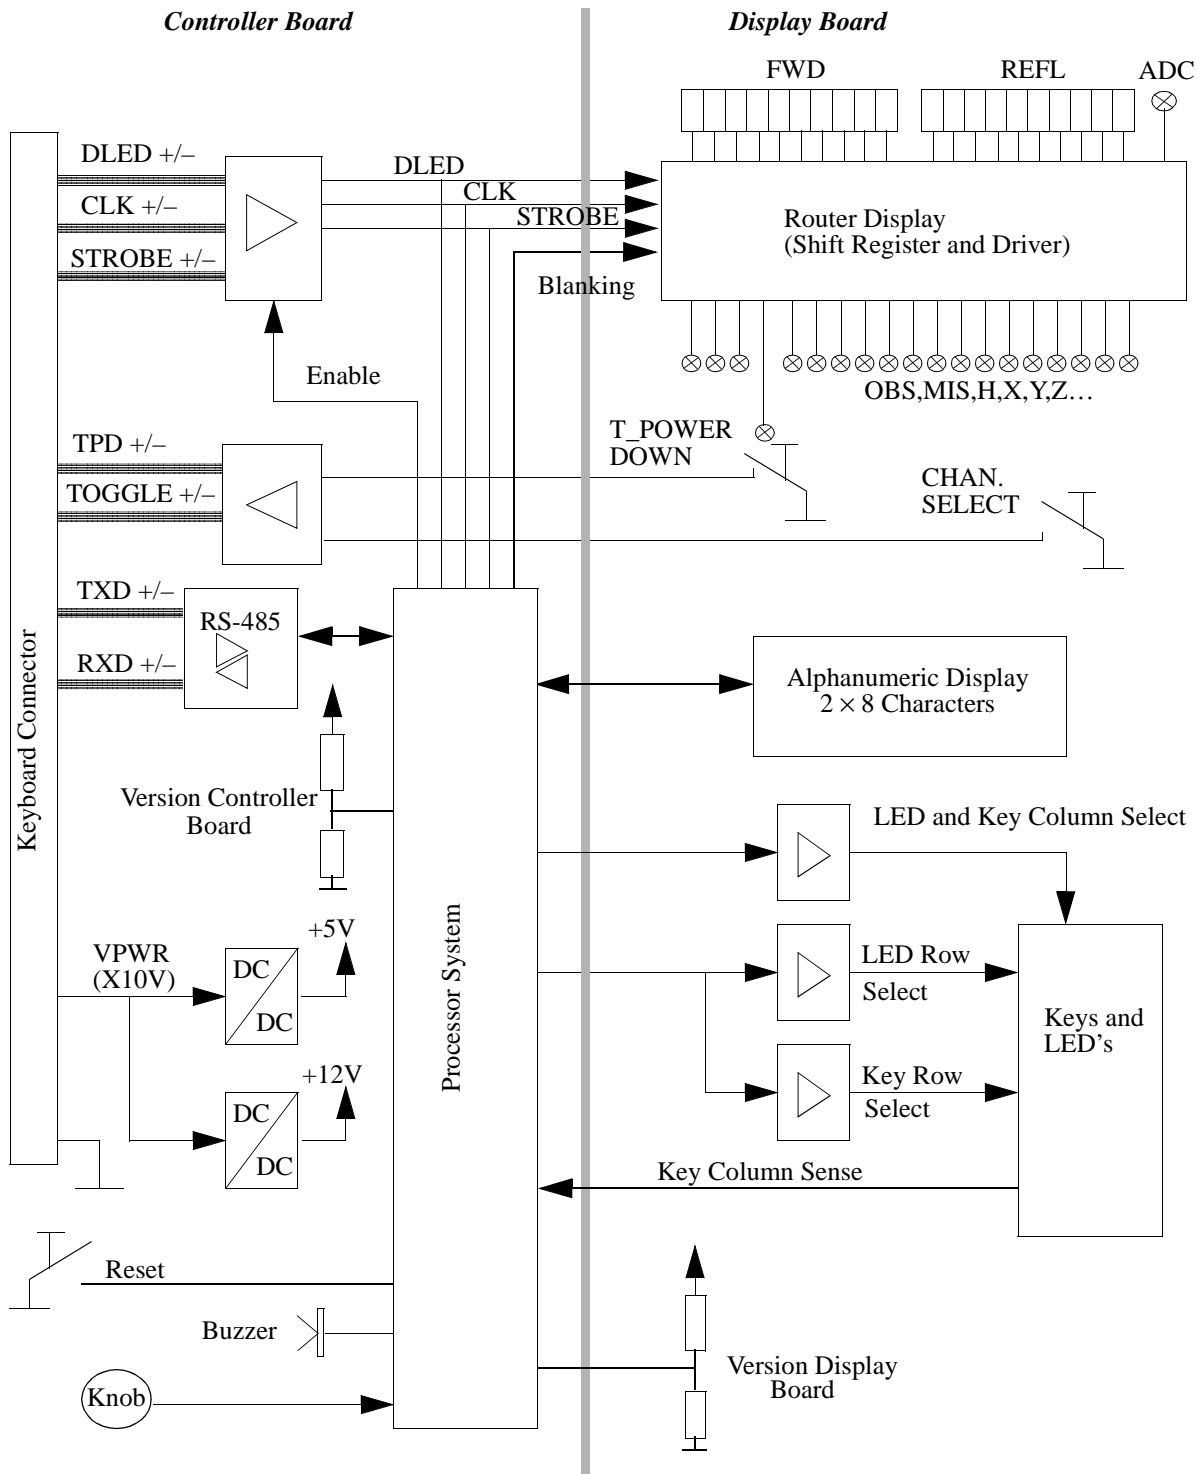 Controller Board
Display Board
FWD
REFL
ADC
DLED +/–
CLK +/–
STROBE +/–
DLED
CLK
STROBE
Blanking
Router Display
(Shift Register and Driver)
Enable
OBS,MIS,H,X,Y,Z…
TPD +/–
TOGGLE +/–
T_POWER
DOWN
CHAN.
SELECT
TXD +/–
RXD +/–
RS-485
Keyboard Connector
Alphanumeric Display
2 × 8 Characters
Version Controller
Board
LED and Key Column Select
Processor System
VPWR
(X10V)
DC
DC
+5V
LED Row
Select
Keys and
LED's
+12V
DC
DC
Key Row
Select
Key Column Sense
Reset
Buzzer
Knob
Version Display
Board